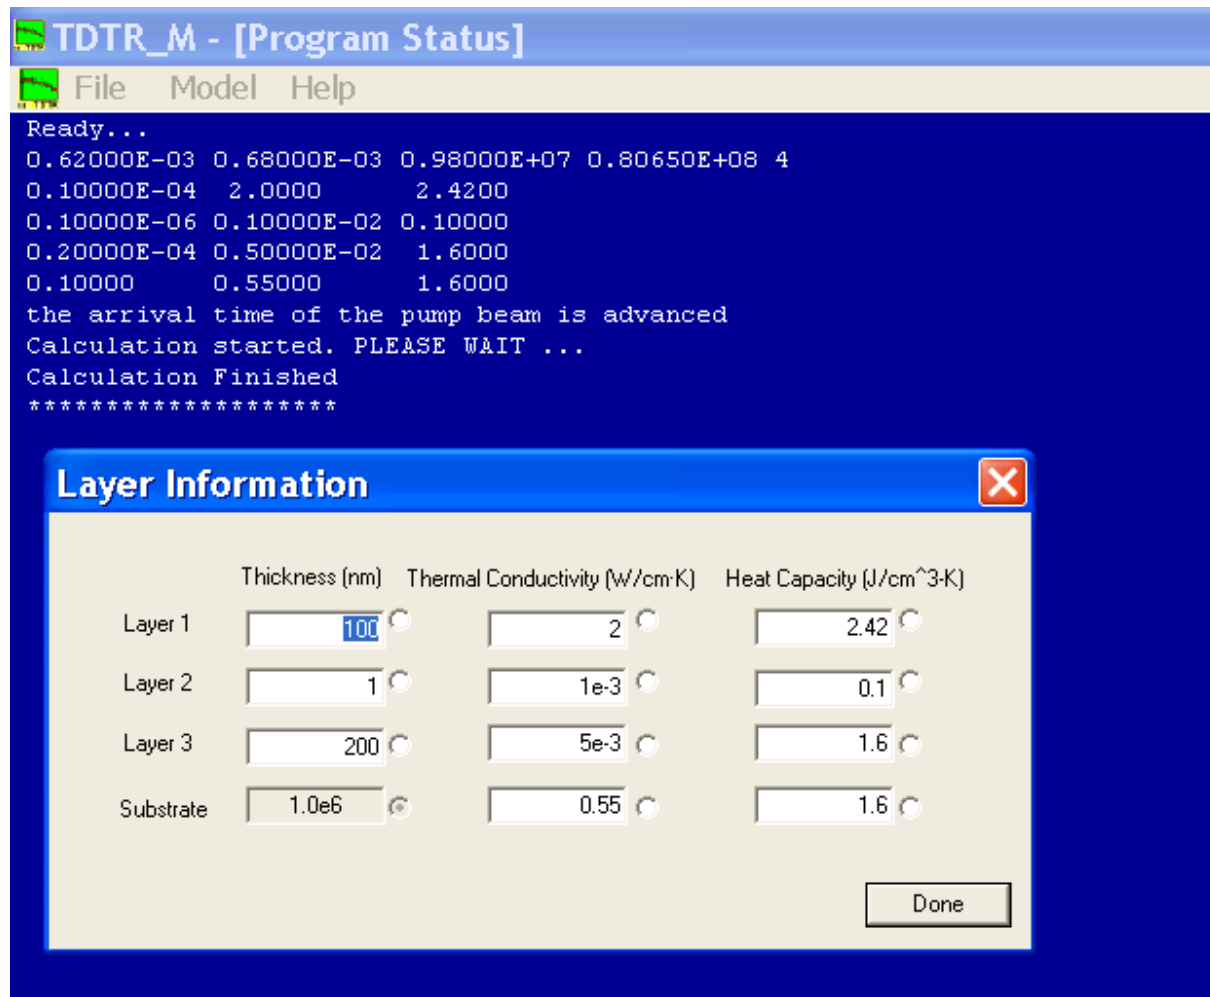 TDTR_M - [Program Status]
File Model Help
Ready...
0.62000E-03 0.68000E-03 0.98000E+07 0.80650E+08 4
0.10000E-04 2.0000 2.4200
0.10000E-06 0.10000E-02 0.10000
0.20000E-04 0.50000E-02 1.6000
0.10000 0.55000 1.6000
the arrival time of the pump beam is advanced
Calculation started. PLEASE WAIT ...
Calculation Finished
********************
Layer Information
Thickness (nm) Thermal Conductivity (W/cm·K) Heat Capacity (J/cm^3-K)
Layer 1 100 2 2.42
Layer 2 1 1e-3 0.1
Layer 3 200 5e-3 1.6
Substrate 1.0e6 0.55 1.6
Done